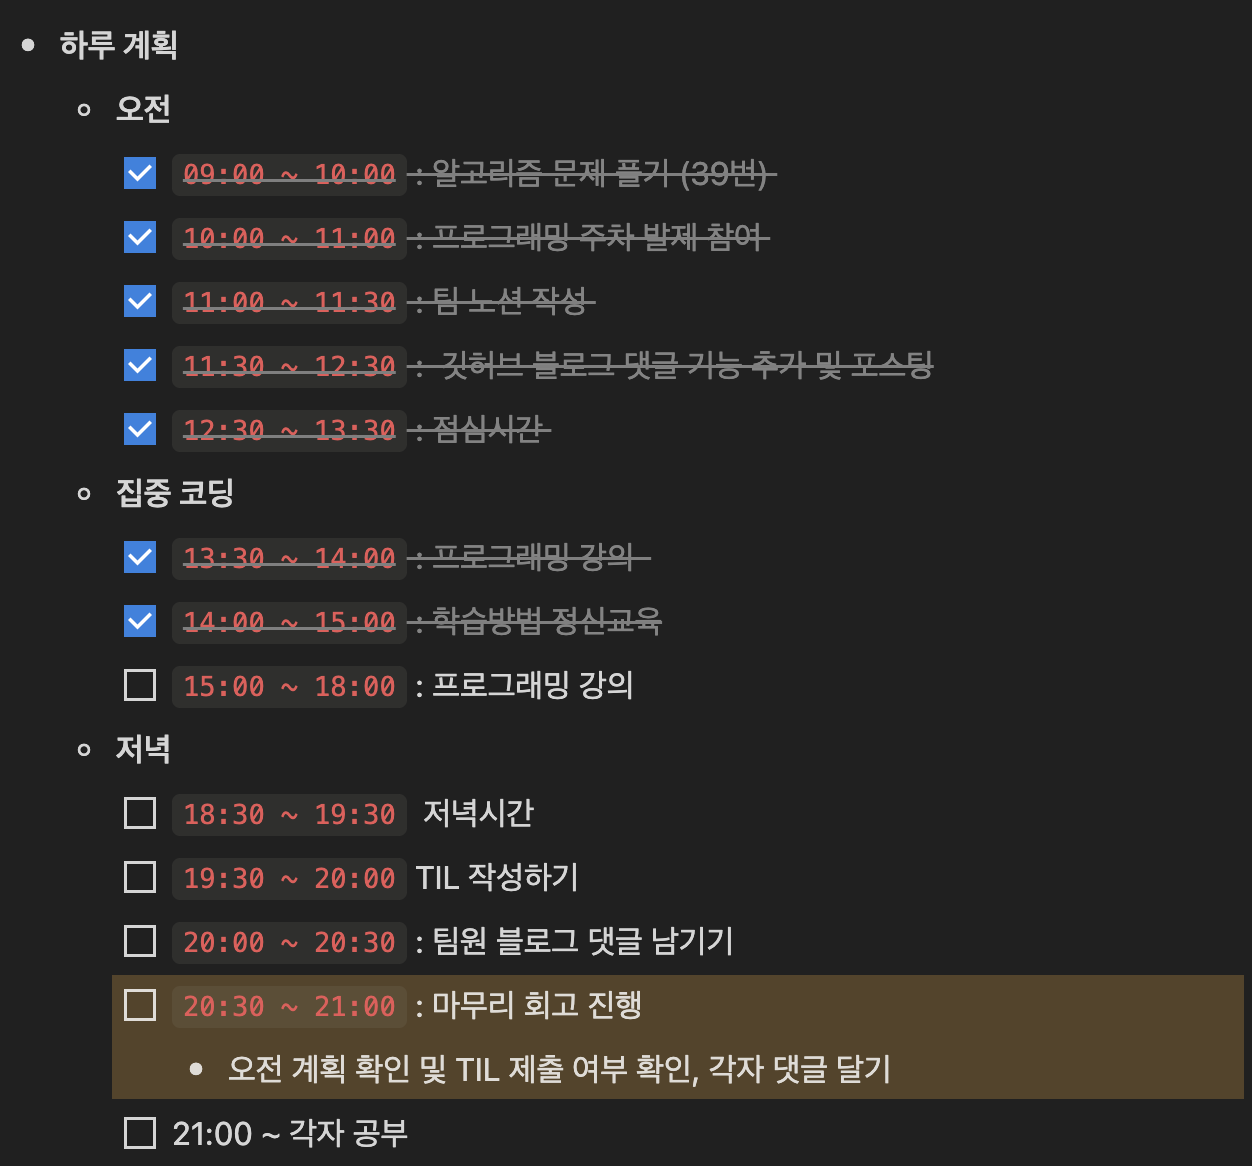 하루 계획
오전
09:00 ~ 10:00 : 알고리즘 문제 풀기 (39번)
10:00 ~ 11:00 : 프로그래밍 주차 발제 참여
11:00 ~ 11:30 : 팀 노션 작성
11:30 ~ 12:30 : 깃허브 블로그 댓글 기능 추가 및 포스팅
12:30 ~ 13:30 : 점심시간
집중 코딩
13:30 ~ 14:00 : 프로그래밍 강의
14:00 ~ 15:00 : 학습방법 정신교육
15:00 ~ 18:00 : 프로그래밍 강의
저녁
18:30 ~ 19:30 저녁시간
19:30 ~ 20:00 TIL 작성하기
20:00 ~ 20:30 : 팀원 블로그 댓글 남기기
20:30 ~ 21:00 : 마무리 회고 진행
오전 계획 확인 및 TIL 제출 여부 확인, 각자 댓글 달기
21:00 ~ 각자 공부